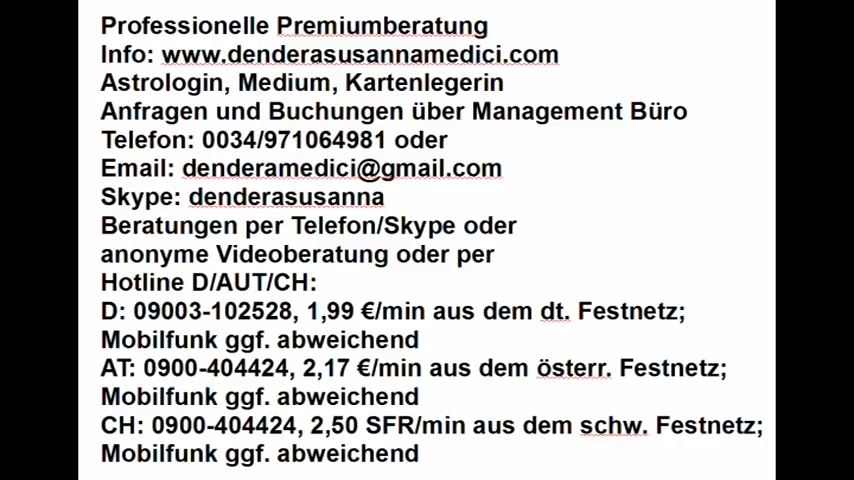 Professionelle Premiumberatung
Info: www.denderasusannamedici.com
Astrologin, Medium, Kartenlegerin
Anfragen und Buchungen über Management Büro
Telefon: 0034/971064981 oder
Email: denderamedici@gmail.com
Skype: denderasusanna
Beratungen per Telefon/Skype oder
anonyme Videoberatung oder per
Hotline D/AUT/CH:
D: 09003-102528, 1,99 €/min aus dem dt. Festnetz;
Mobilfunk ggf. abweichend
AT: 0900-404424, 2,17 €/min aus dem österr. Festnetz;
Mobilfunk ggf. abweichend
CH: 0900-404424, 2,50 SFR/min aus dem schw. Festnetz;
Mobilfunk ggf. abweichend